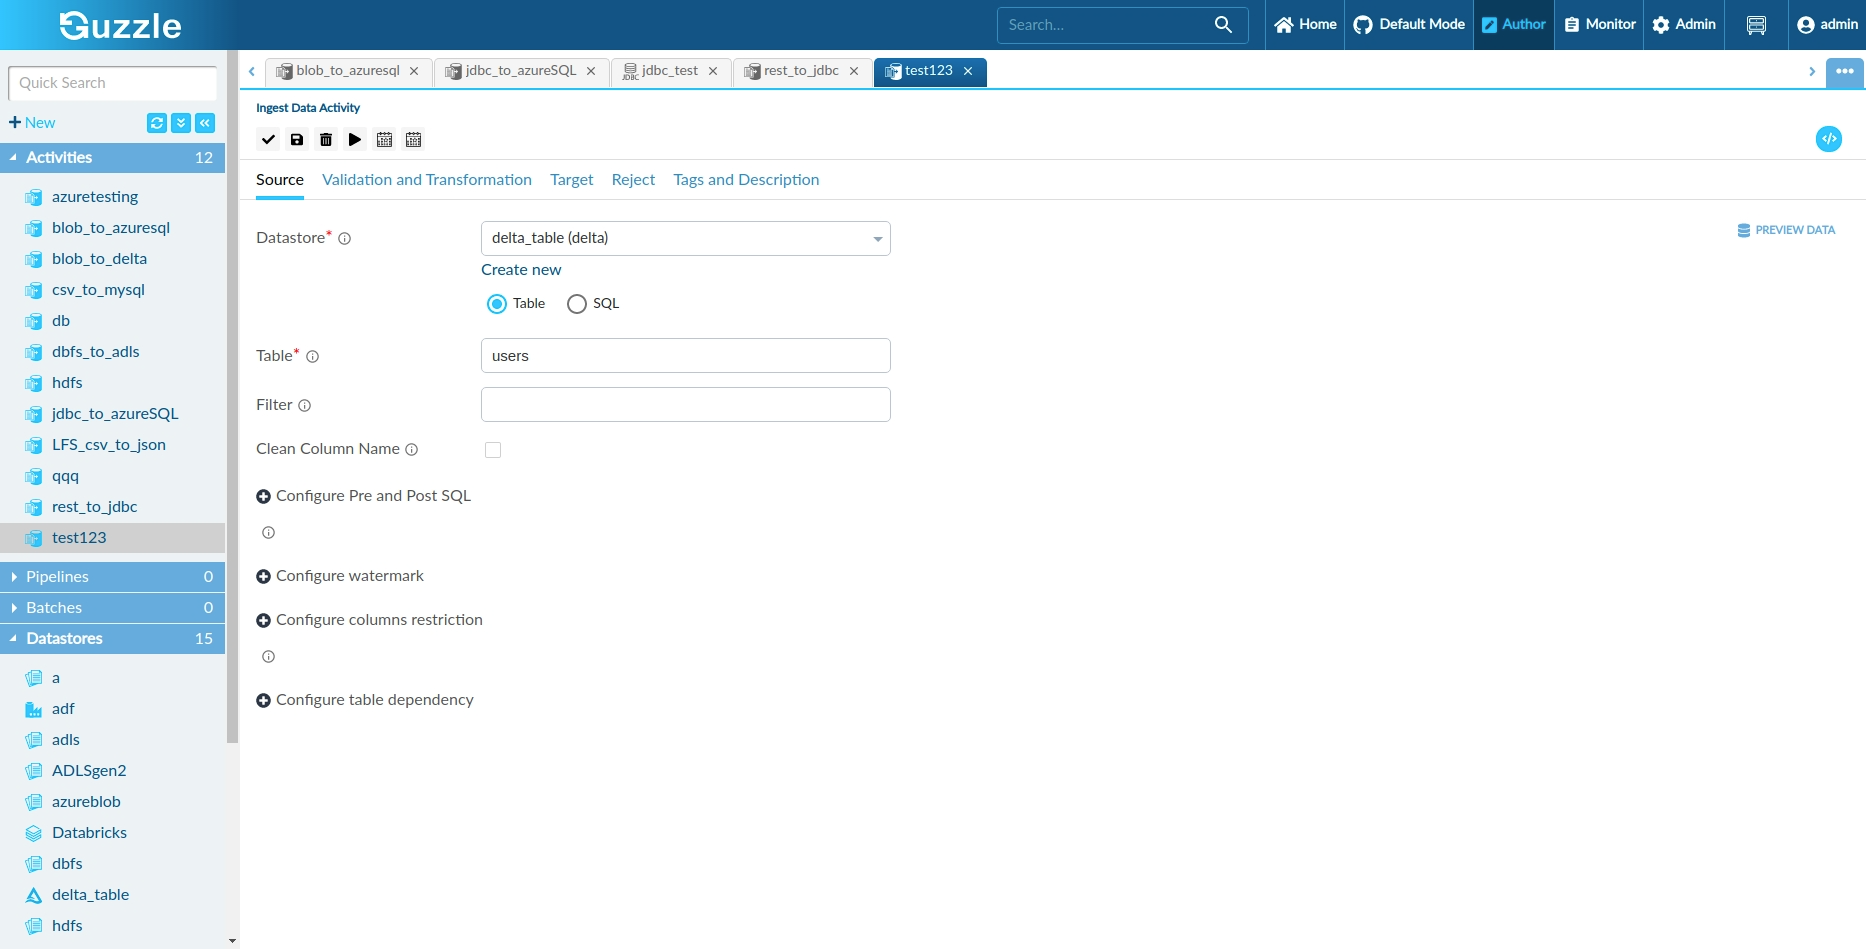 Guzzle
Search...
Home
Default Mode
Author
Monitor
Admin
admin
Quick Search
New
Activities 12
azuretesting
blob_to_azuresql
blob_to_delta
csv_to_mysql
db
dbfs_to_adls
hdfs
jdbc_to_azureSQL
LFS_csv_to_json
qqq
rest_to_jdbc
test123
Pipelines 0
Batches 0
Datastores 15
a
adf
adls
ADLSgen2
azureblob
Databricks
dbfs
delta_table
hdfs
blob_to_azuresql
jdbc_to_azureSQL
JDBC jdbc_test
rest_to_jdbc
test123
Ingest Data Activity
Source Validation and Transformation Target Reject Tags and Description
Datastore* delta_table (delta)
PREVIEW DATA
Create new
Table SQL
Table* users
Filter
Clean Column Name
Configure Pre and Post SQL
Configure watermark
Configure columns restriction
Configure table dependency